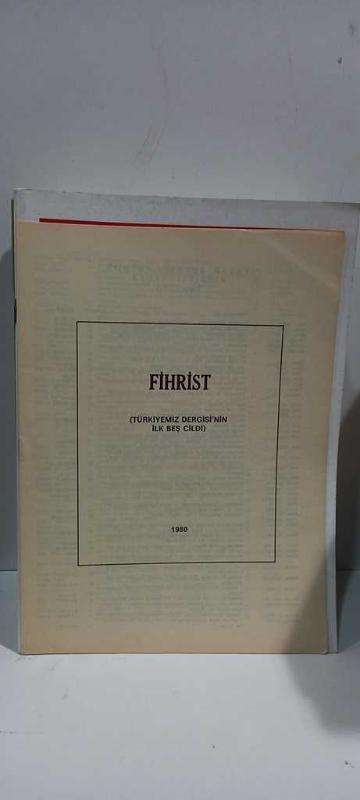 FİHRİST
(TÜRKİYEMİZ DERGİSİ'NİN
İLK BEŞ CİLDİ)
1980